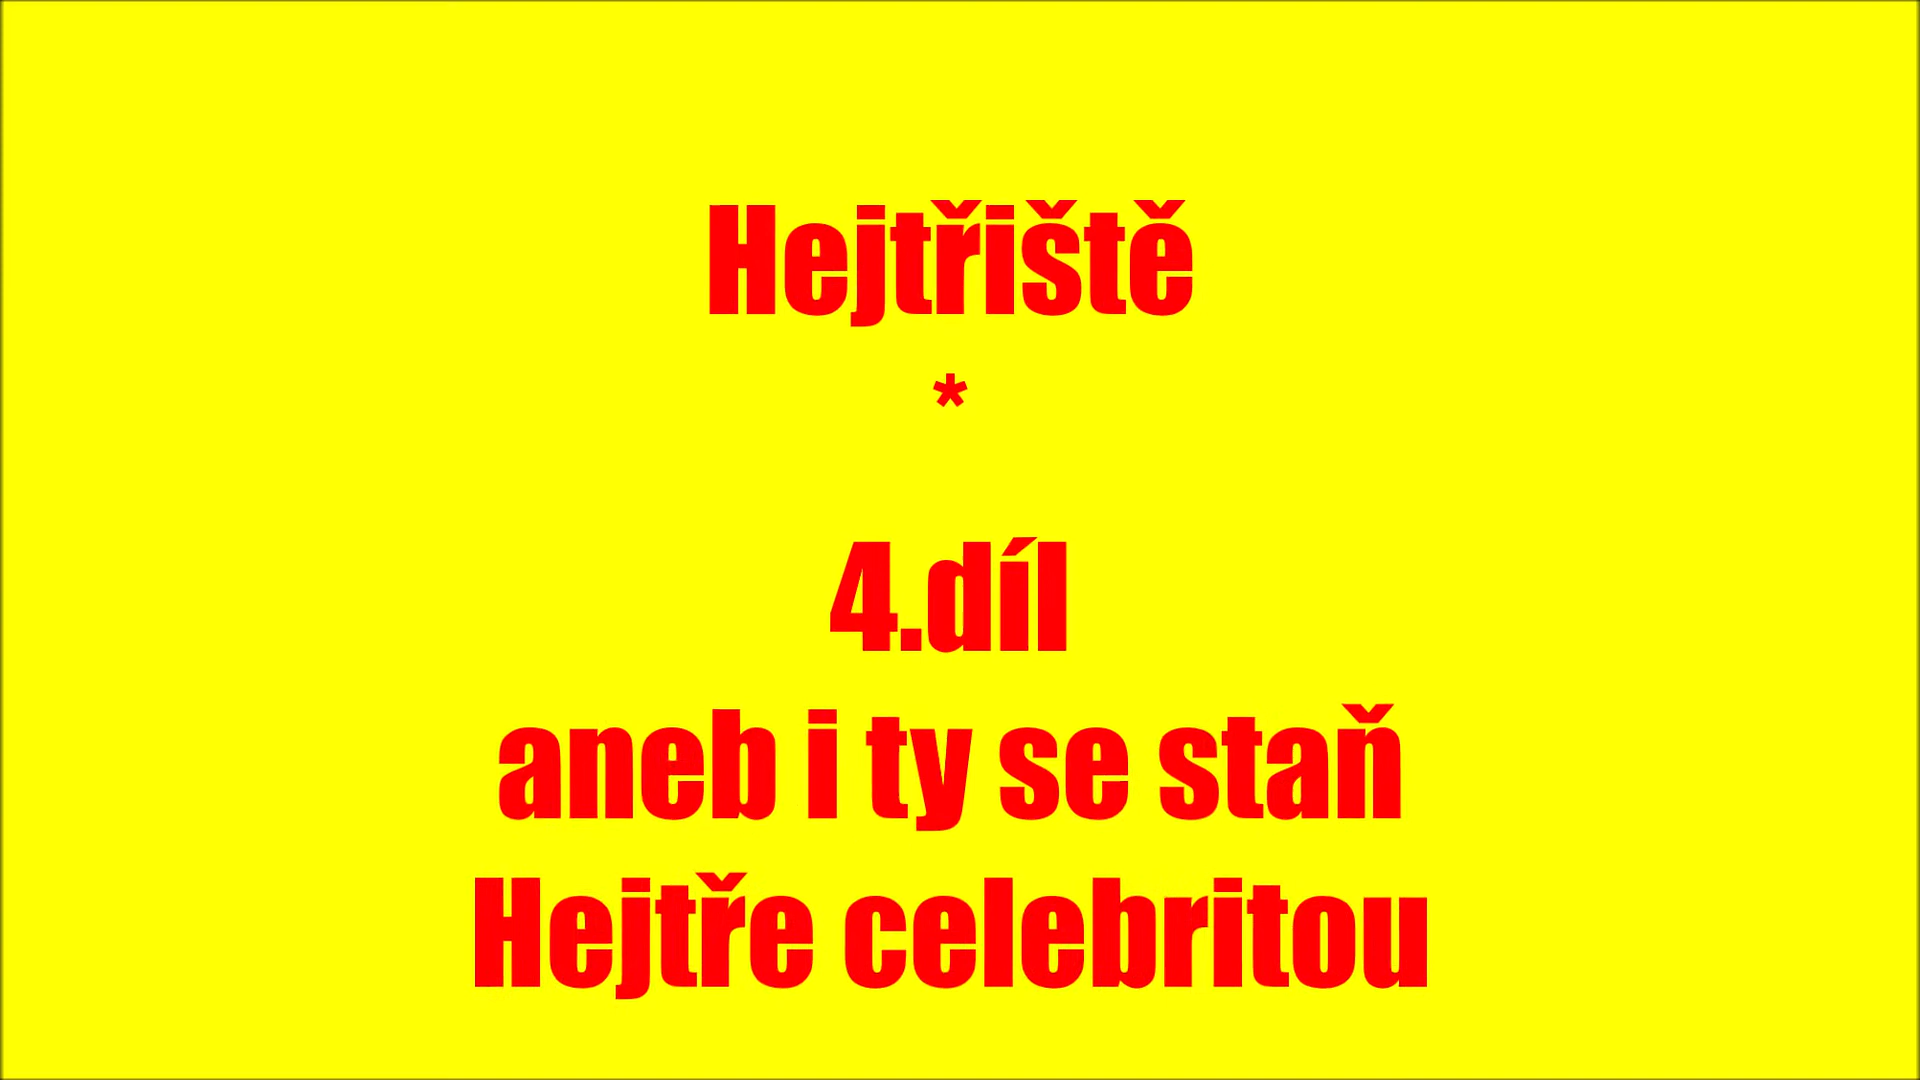 Hejtřiště
*
4.díl
aneb i ty se staň
Hejtře celebritou